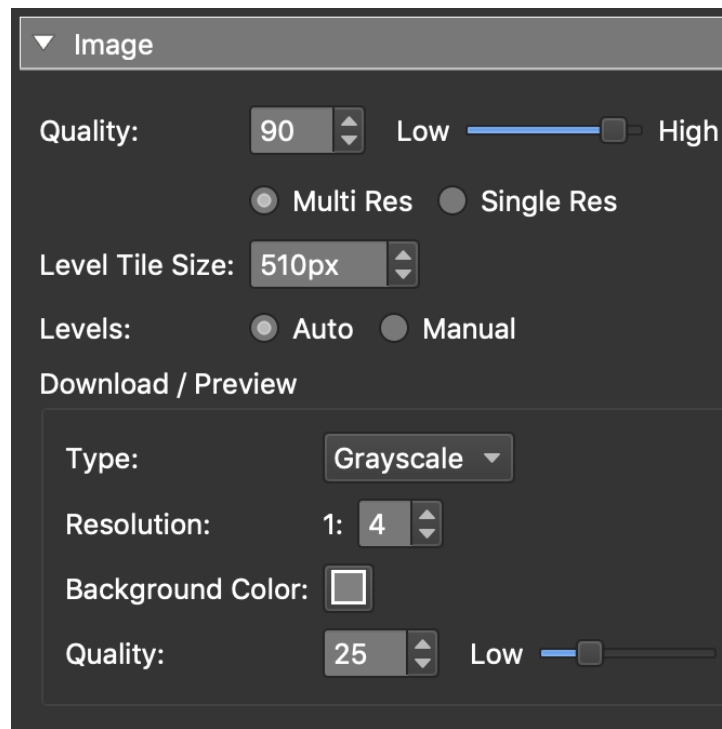 Image
Quality: 90 Low High
Multi Res Single Res
Level Tile Size: 510px
Levels: Auto Manual
Download / Preview
Type: Grayscale
Resolution: 1: 4
Background Color:
Quality: 25 Low